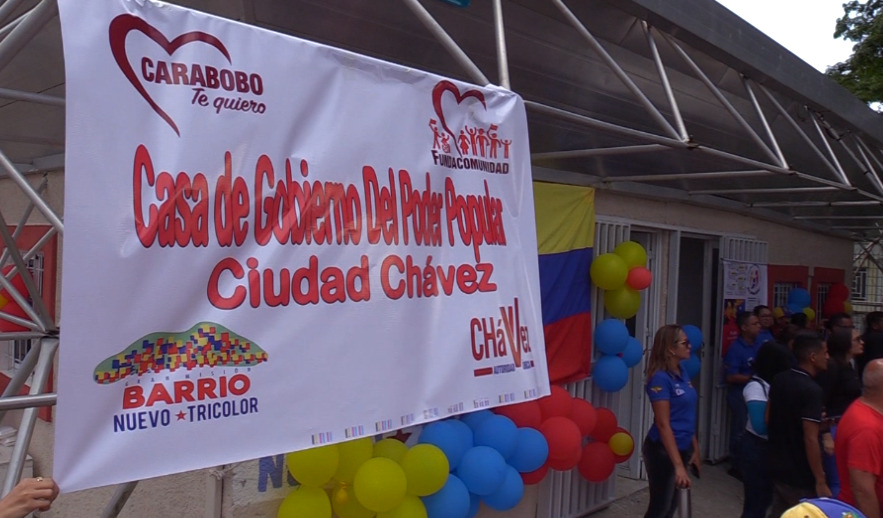 CARABOBO
Te quiero
FUNDACOMUNIDAD
Casa de Gobierno Del Poder Popular
Ciudad Chávez
BARRIO
NUEVO ★ TRICOLOR
CHáVez